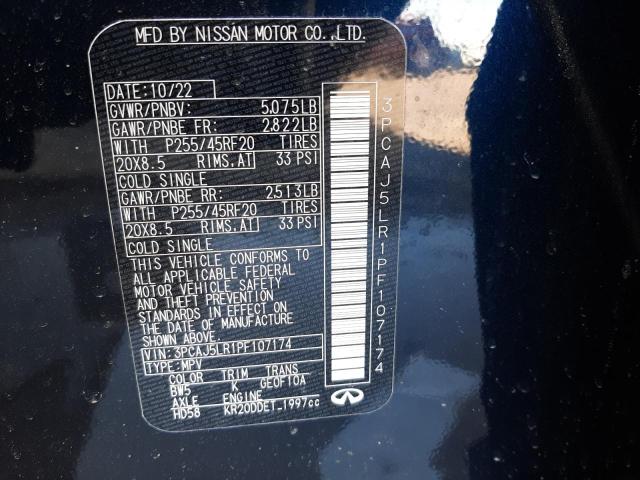 MFD BY NISSAN MOTOR CO.,LTD.
DATE:10/22
GVWR/PNBV: 5,075LB
GAWR/PNBE FR: 2,822LB
WITH P255/45RF20 TIRES
20X8.5 RIMS,AT 33 PSI
COLD SINGLE
GAWR/PNBE RR: 2,513LB
WITH P255/45RF20 TIRES
20X8.5 RIMS,AT 33 PSI
COLD SINGLE
THIS VEHICLE CONFORMS TO
ALL APPLICABLE FEDERAL
MOTOR VEHICLE SAFETY
AND THEFT PREVENTION
STANDARDS IN EFFECT ON
THE DATE OF MANUFACTURE
SHOWN ABOVE.
VIN:3PCAJ5LR1PF107174
TYPE:MPV
COLOR TRIM TRANS
BW5 K GEOF10A
AXLE ENGINE
HD58 KR20DDET 1997cc
3PCAJ5LR1PF107174